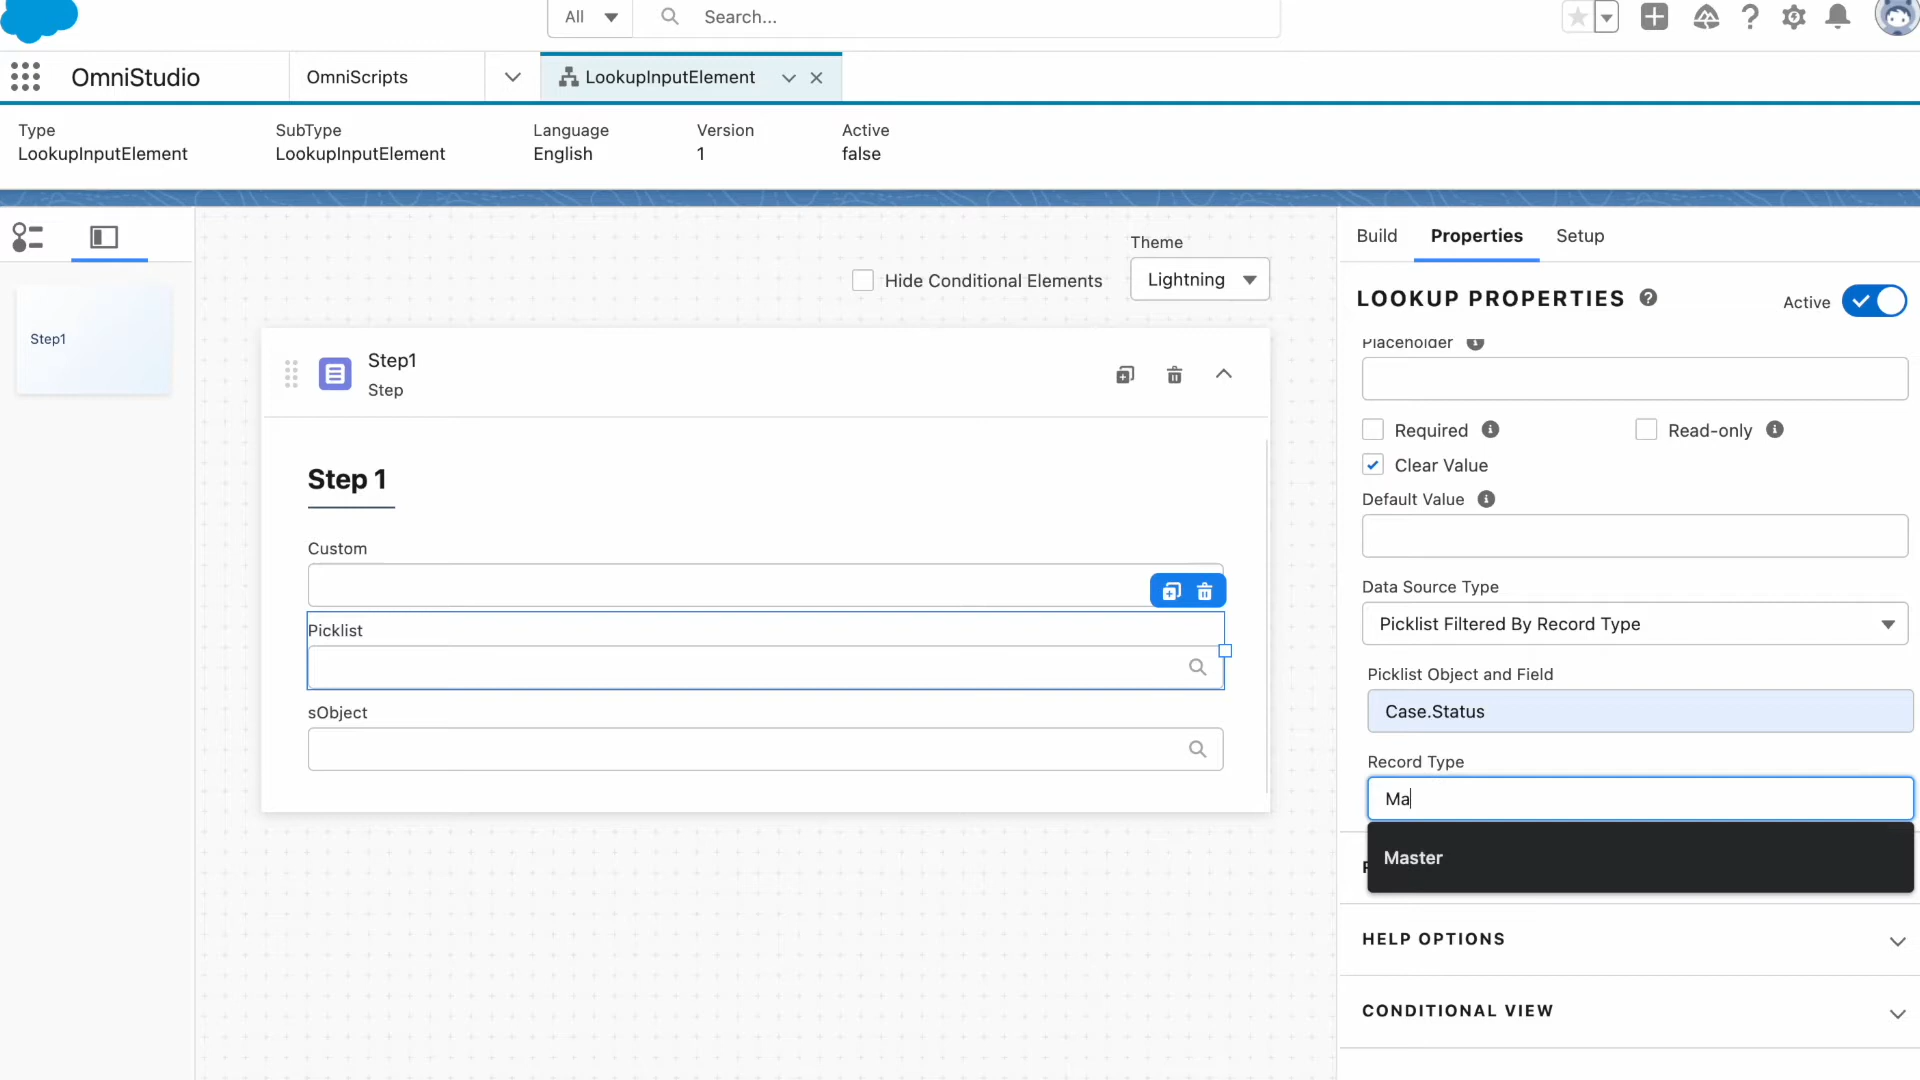 All
Search...
OmniStudio
OmniScripts
LookupInputElement
Type
SubType
Language
Version
Active
LookupInputElement
LookupInputElement
English
1
false
Step1
Hide Conditional Elements
Theme
Lightning
Step1
Step
Step 1
Custom
Picklist
sObject
Build
Properties
Setup
LOOKUP PROPERTIES
Active
Placeholder
Required
Read-only
Clear Value
Default Value
Data Source Type
Picklist Filtered By Record Type
Picklist Object and Field
Case.Status
Record Type
Ma
Master
HELP OPTIONS
CONDITIONAL VIEW